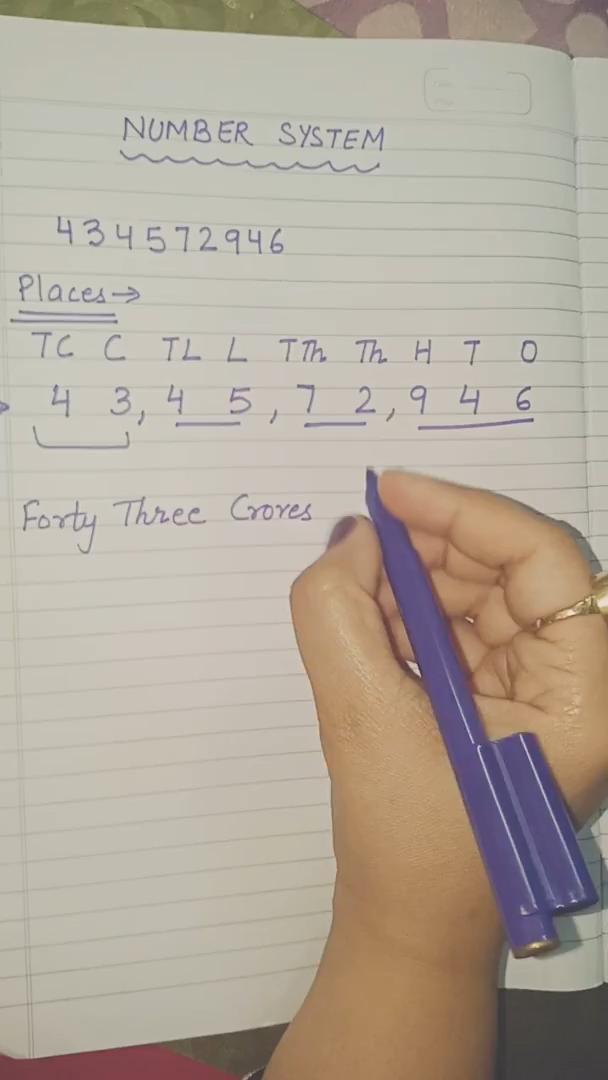 NUMBER SYSTEM
434572946
Places→
TC C TL L TTh Th H T O
4 3, 4 5, 7 2, 9 4 6
Forty Three Crores